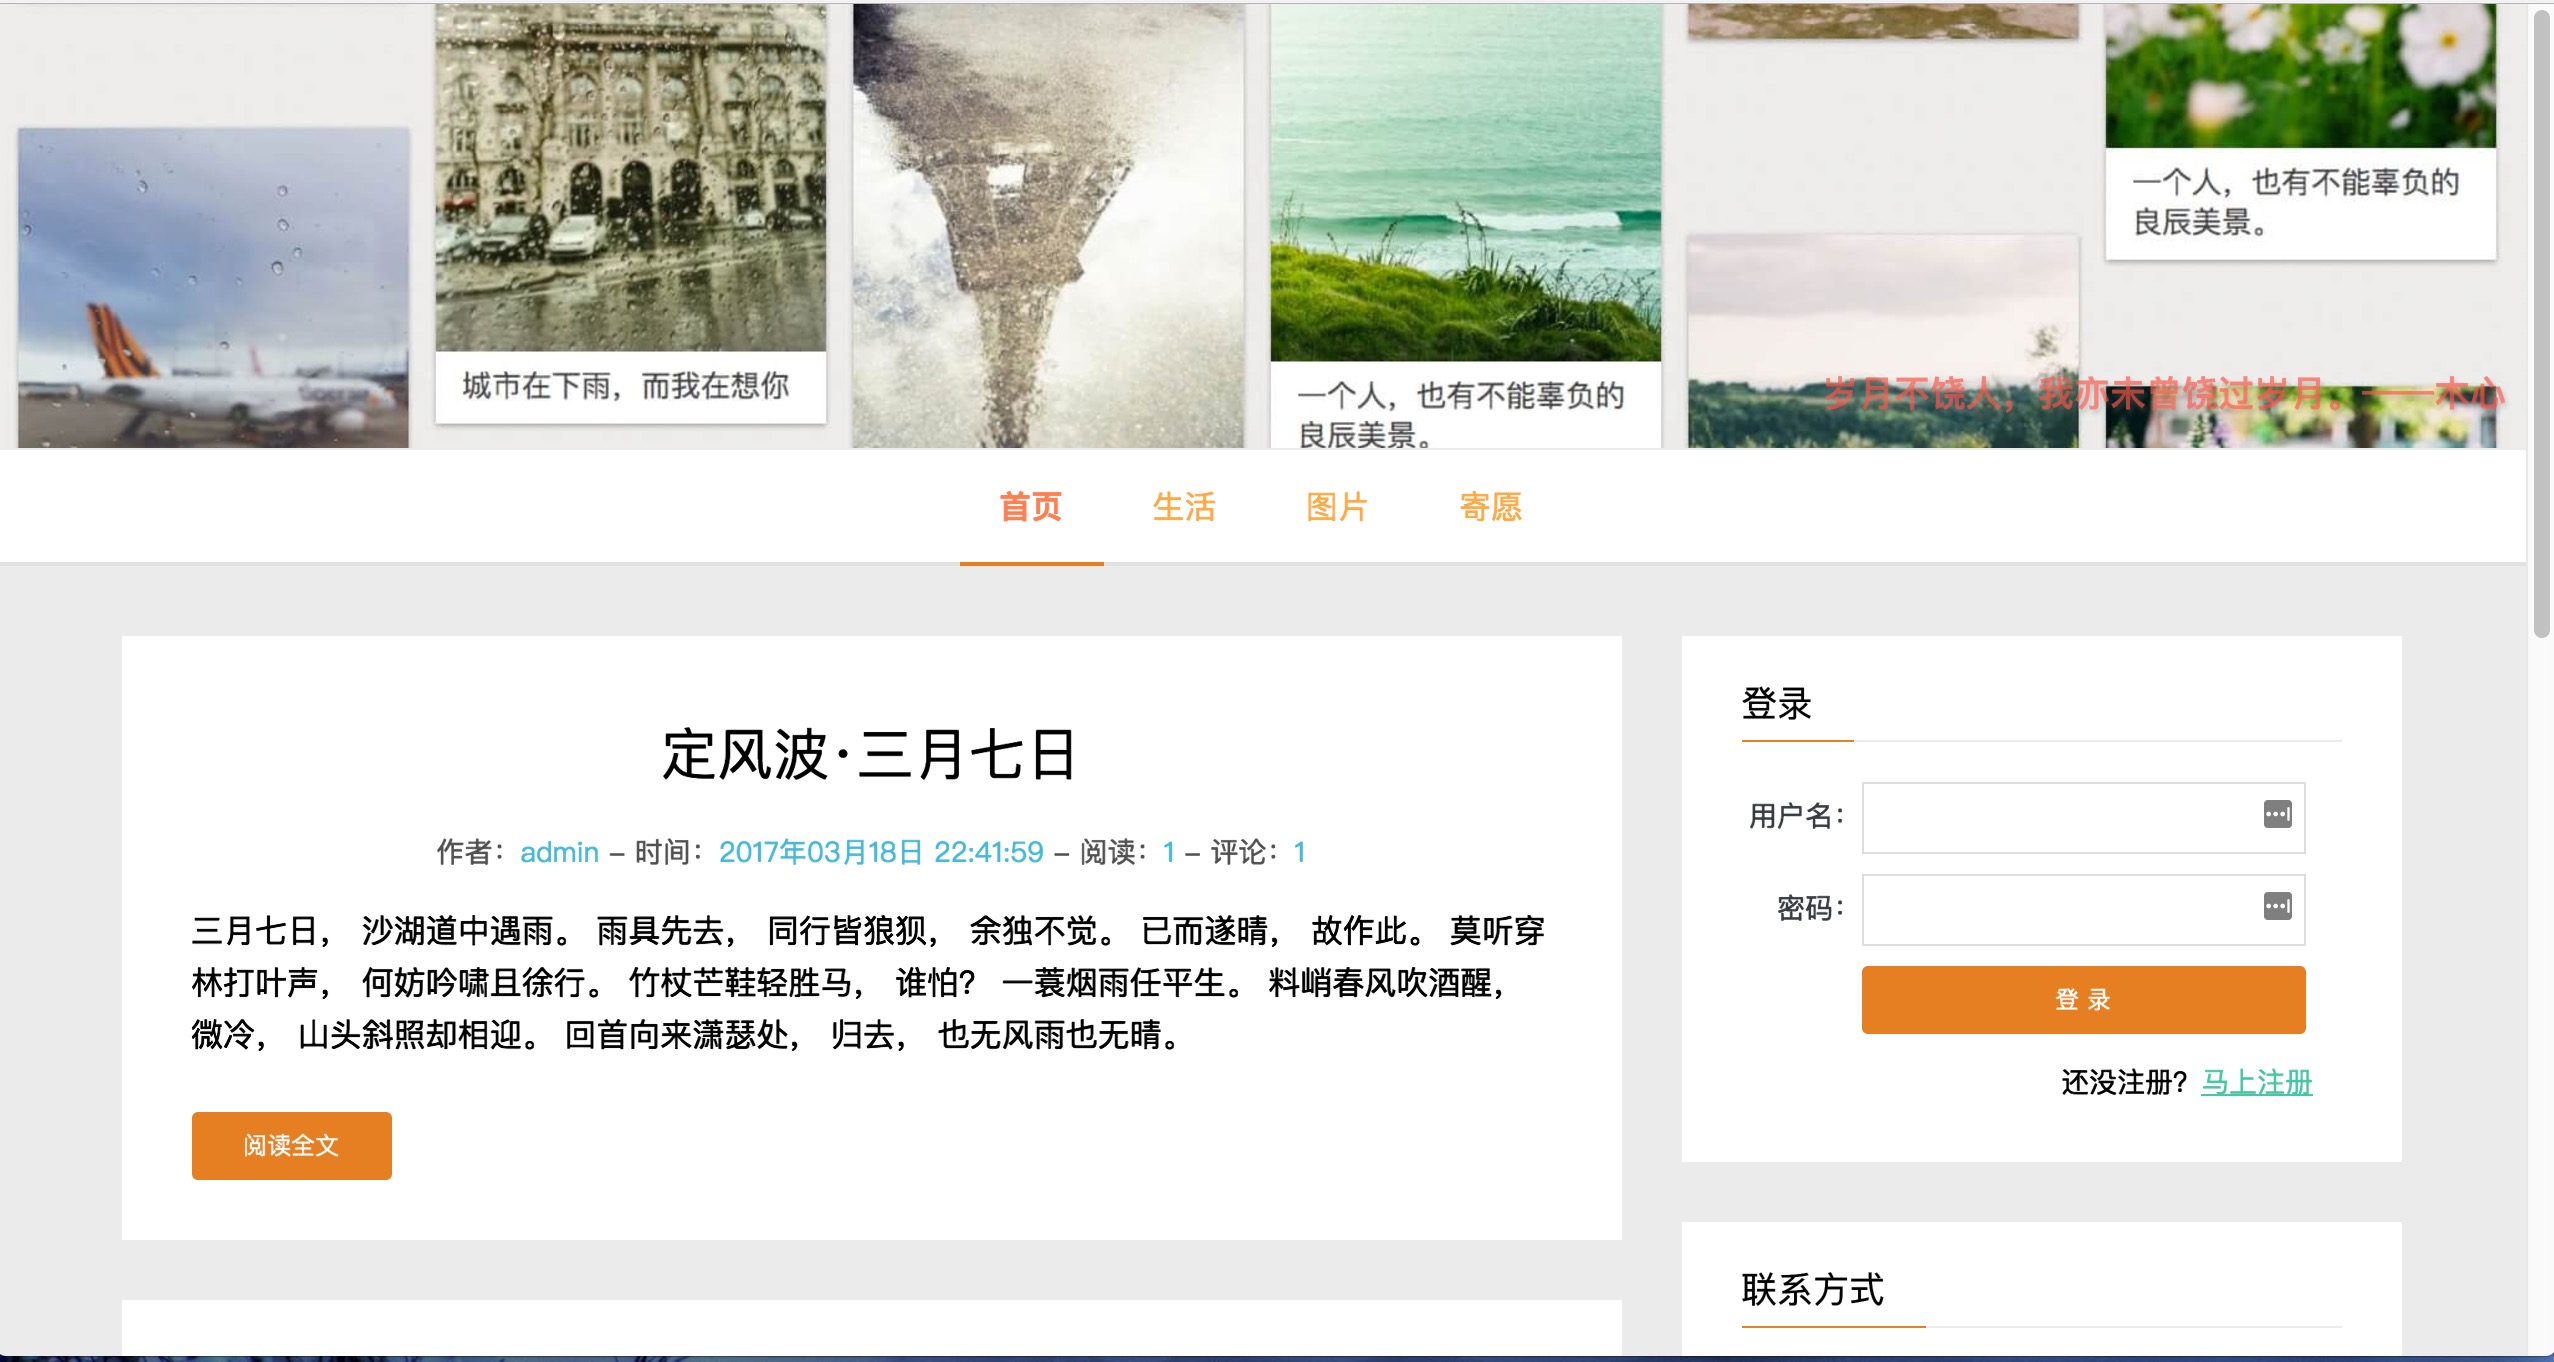 一个人，也有不能辜负的
良辰美景。
城市在下雨，而我在想你
一个人，也有不能辜负的
良辰美景。
岁月不饶人，我亦未曾饶过岁月。——木心
首页 生活 图片 寄愿
定风波·三月七日
作者：admin – 时间：2017年03月18日 22:41:59 – 阅读：1 – 评论：1
三月七日， 沙湖道中遇雨。 雨具先去， 同行皆狼狈， 余独不觉。 已而遂晴， 故作此。 莫听穿
林打叶声， 何妨吟啸且徐行。 竹杖芒鞋轻胜马， 谁怕？ 一蓑烟雨任平生。 料峭春风吹酒醒，
微冷， 山头斜照却相迎。 回首向来潇瑟处， 归去， 也无风雨也无晴。
阅读全文
登录
用户名：
密码：
登 录
还没注册？ 马上注册
联系方式